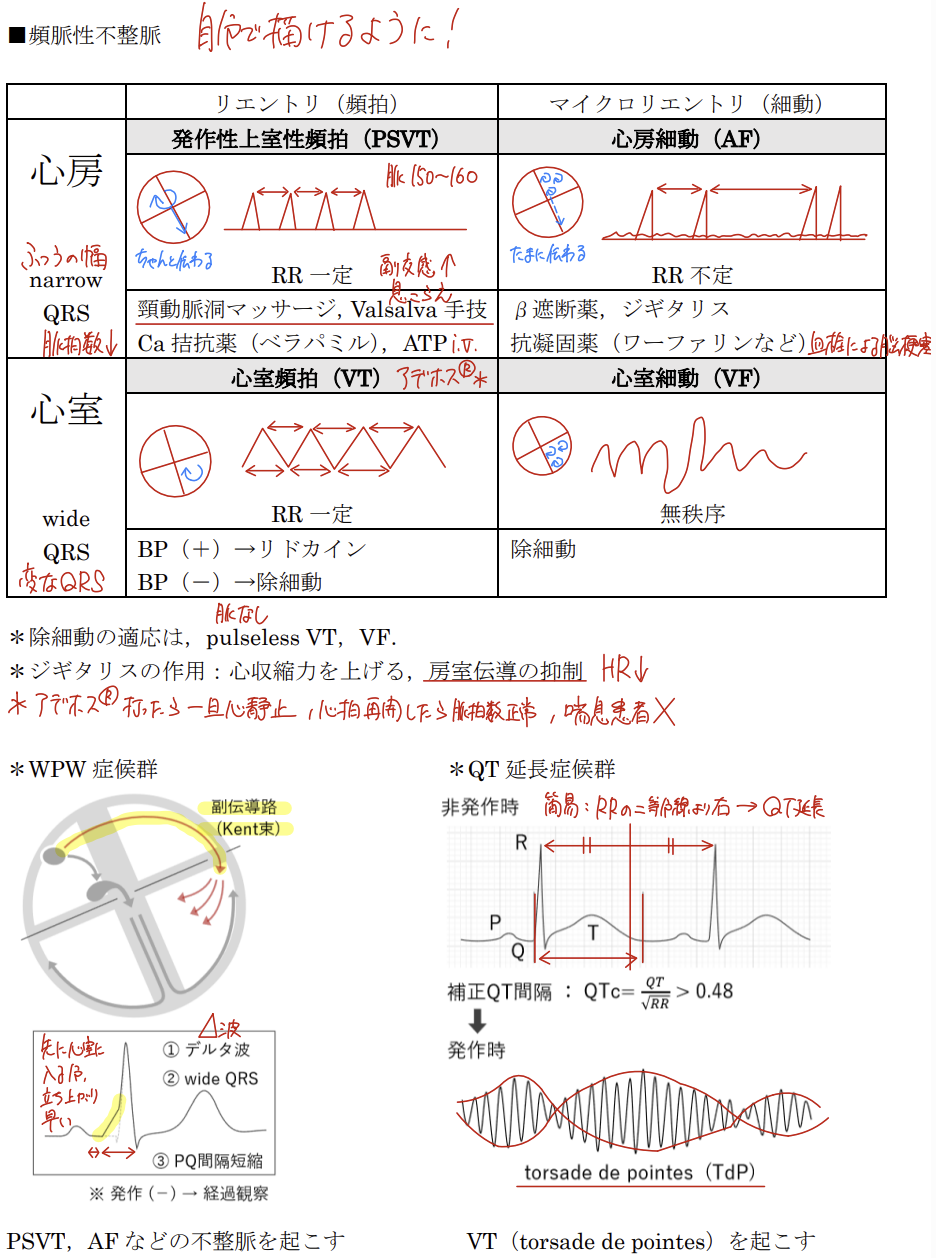 ■頻脈性不整脈 自分で描けるように!
リエントリ（頻拍） マイクロリエントリ（細動）
心房
発作性上室性頻拍（PSVT） 心房細動（AF）
脈150〜160
ちゃんと伝わる
たまに伝わる
RR 一定
RR 不定
ふつうの幅
narrow
QRS
脈拍数↓
副交感↑
息こらえ
頸動脈洞マッサージ, Valsalva 手技
Ca 拮抗薬（ベラパミル）, ATP i.v.
β遮断薬，ジギタリス
抗凝固薬（ワーファリンなど）血栓による脳梗塞
心室
心室頻拍（VT） アデホス®＊
心室細動（VF）
RR 一定
無秩序
wide
QRS
変なQRS
BP（＋）→リドカイン
BP（－）→除細動
除細動
脈なし
＊除細動の適応は，pulseless VT，VF.
＊ジギタリスの作用：心収縮力を上げる, 房室伝導の抑制 HR↓
＊アデホス®打ったら一旦心静止，心拍再開したら脈拍数正常，喘息患者×
＊WPW 症候群
副伝導路
（Kent束）
△波
先に心室に
入る分,
立ち上がり
早い
① デルタ波
② wide QRS
③ PQ間隔短縮
※ 発作（−）→ 経過観察
PSVT，AF などの不整脈を起こす
＊QT 延長症候群
非発作時 簡易：RRの二等分線より右 → QT延長
R
P
Q
T
補正QT間隔 ： QTc= QT/√RR > 0.48
発作時
torsade de pointes（TdP）
VT（torsade de pointes）を起こす